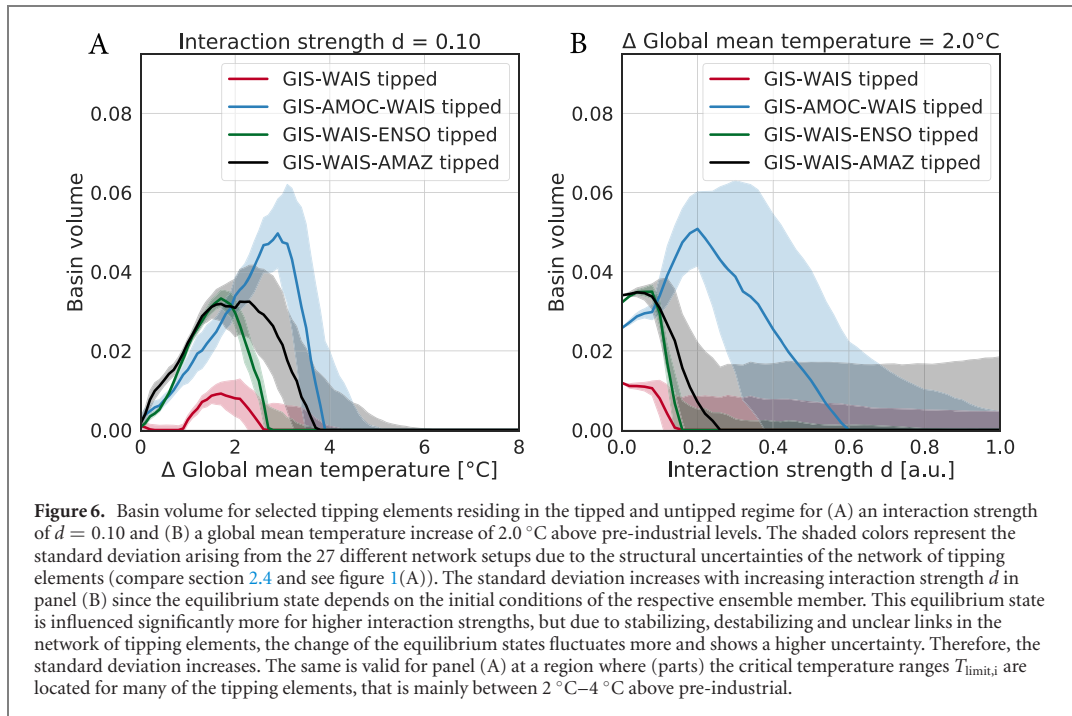 A
Interaction strength d = 0.10
GIS-WAIS tipped
GIS-AMOC-WAIS tipped
GIS-WAIS-ENSO tipped
GIS-WAIS-AMAZ tipped
Basin volume
0.08
0.06
0.04
0.02
0.00
0 2 4 6 8
Δ Global mean temperature [°C]
B
Δ Global mean temperature = 2.0°C
GIS-WAIS tipped
GIS-AMOC-WAIS tipped
GIS-WAIS-ENSO tipped
GIS-WAIS-AMAZ tipped
Basin volume
0.08
0.06
0.04
0.02
0.00
0.0 0.2 0.4 0.6 0.8 1.0
Interaction strength d [a.u.]
Figure 6. Basin volume for selected tipping elements residing in the tipped and untipped regime for (A) an interaction strength
of d = 0.10 and (B) a global mean temperature increase of 2.0 °C above pre-industrial levels. The shaded colors represent the
standard deviation arising from the 27 different network setups due to the structural uncertainties of the network of tipping
elements (compare section 2.4 and see figure 1(A)). The standard deviation increases with increasing interaction strength d in
panel (B) since the equilibrium state depends on the initial conditions of the respective ensemble member. This equilibrium state
is influenced significantly more for higher interaction strengths, but due to stabilizing, destabilizing and unclear links in the
network of tipping elements, the change of the equilibrium states fluctuates more and shows a higher uncertainty. Therefore, the
standard deviation increases. The same is valid for panel (A) at a region where (parts) the critical temperature ranges Tlimit,i are
located for many of the tipping elements, that is mainly between 2 °C–4 °C above pre-industrial.